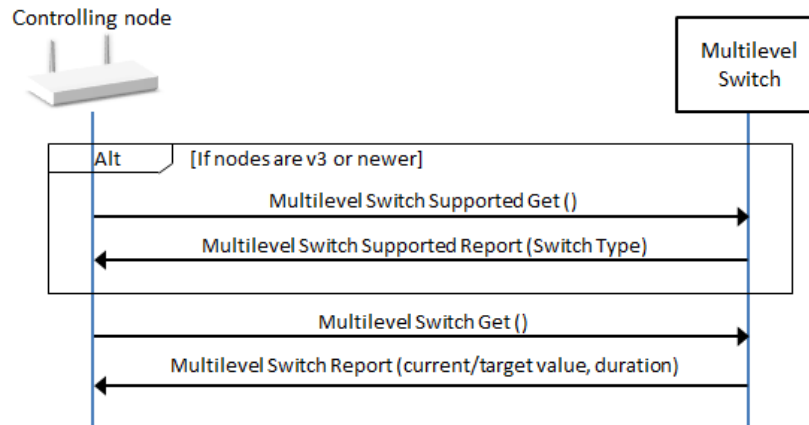 Controlling node
Multilevel
Switch
Alt
[If nodes are v3 or newer]
Multilevel Switch Supported Get ()
Multilevel Switch Supported Report (Switch Type)
Multilevel Switch Get ()
Multilevel Switch Report (current/target value, duration)